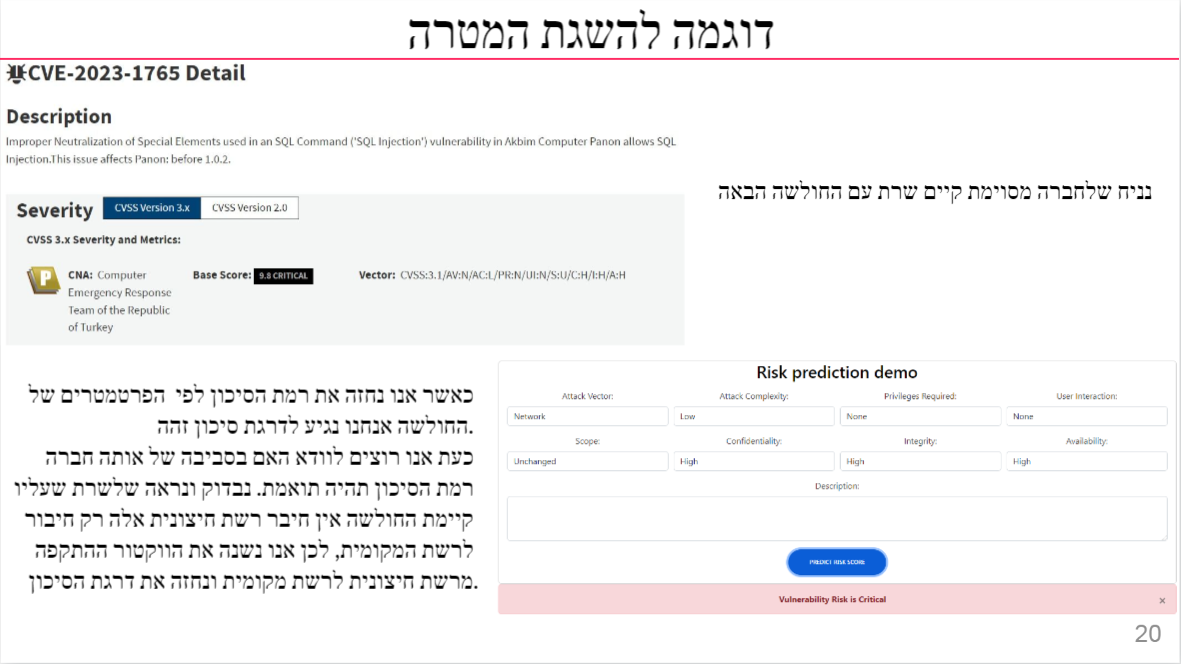 דוגמה להשגת המטרה
CVE-2023-1765 Detail
Description
Improper Neutralization of Special Elements used in an SQL Command ('SQL Injection') vulnerability in Akbim Computer Panon allows SQL
Injection.This issue affects Panon: before 1.0.2.
נניח שלחברה מסוימת קיים שרת עם החולשה הבאה
Severity
CVSS Version 3.x
CVSS Version 2.0
CVSS 3.x Severity and Metrics:
P
CNA: Computer
Emergency Response
Team of the Republic
of Turkey
Base Score: 9.8 CRITICAL
Vector: CVSS:3.1/AV:N/AC:L/PR:N/UI:N/S:U/C:H/I:H/A:H
כאשר אנו נחזה את רמת הסיכון לפי הפרטמטרים של
החולשה אנחנו נגיע לדרגת סיכון זהה.
כעת אנו רוצים לוודא האם בסביבה של אותה חברה
רמת הסיכון תהיה תואמת. נבדוק ונראה שלשרת שעליו
קיימת החולשה אין חיבר רשת חיצונית אלה רק חיבור
לרשת המקומית, לכן אנו נשנה את הווקטור ההתקפה
מרשת חיצונית לרשת מקומית ונחזה את דרגת הסיכון.
Risk prediction demo
Attack Vector: Attack Complexity: Privileges Required: User Interaction:
Network Low None None
Scope: Confidentiality: Integrity: Availability:
Unchanged High High High
Description:
PREDICT RISK SCORE
Vulnerability Risk is Critical ×
20